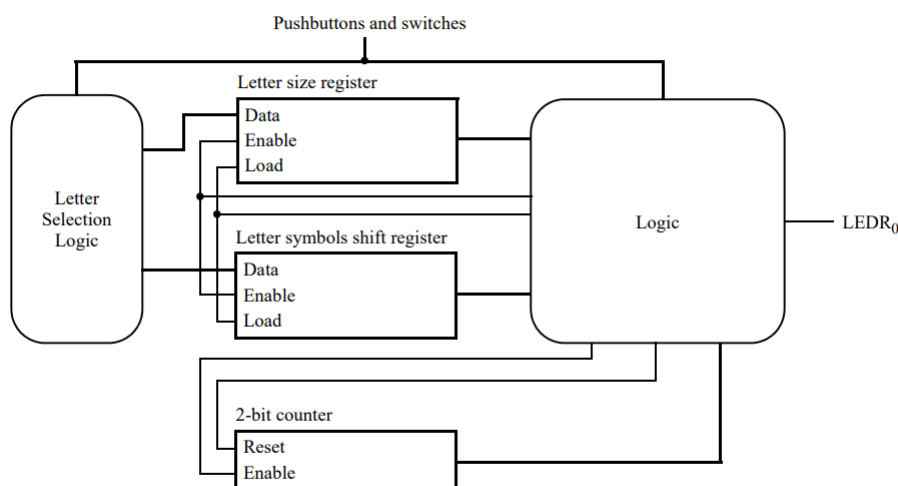 Pushbuttons and switches
Letter size register
Data
Enable
Load
Letter
Selection
Logic
Logic
LEDR0
Letter symbols shift register
Data
Enable
Load
2-bit counter
Reset
Enable